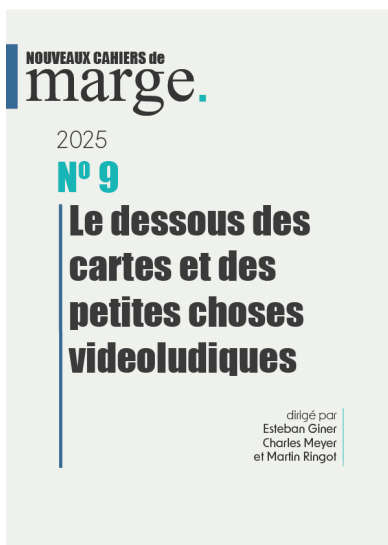 NOUVEAUX CAHIERS de
marge.
2025
Nº 9
Le dessous des
cartes et des
petites choses
videoludiques
dirigé par
Esteban Giner
Charles Meyer
et Martin Ringot